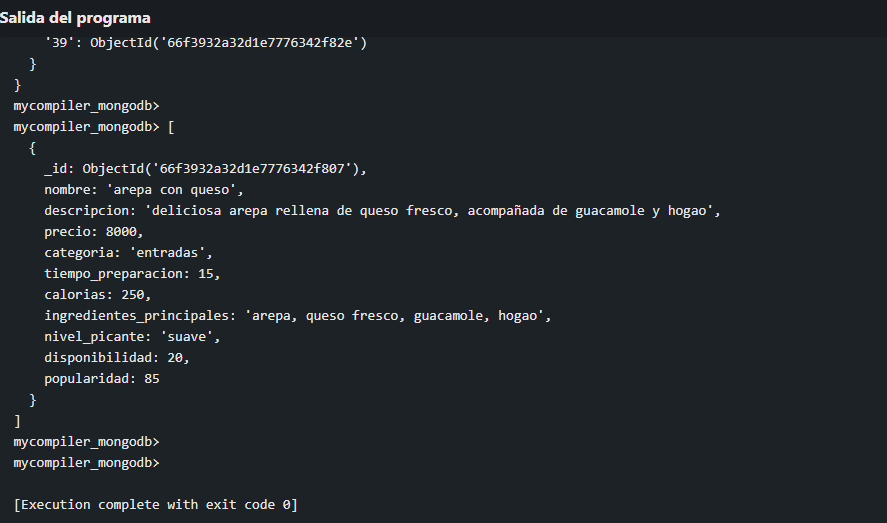 Salida del programa
'39': ObjectId('66f3932a32d1e7776342f82e')
}
}
mycompiler_mongodb>
mycompiler_mongodb> [
{
_id: ObjectId('66f3932a32d1e7776342f807'),
nombre: 'arepa con queso',
descripcion: 'deliciosa arepa rellena de queso fresco, acompañada de guacamole y hogao',
precio: 8000,
categoria: 'entradas',
tiempo_preparacion: 15,
calorias: 250,
ingredientes_principales: 'arepa, queso fresco, guacamole, hogao',
nivel_picante: 'suave',
disponibilidad: 20,
popularidad: 85
}
]
mycompiler_mongodb>
mycompiler_mongodb>
[Execution complete with exit code 0]